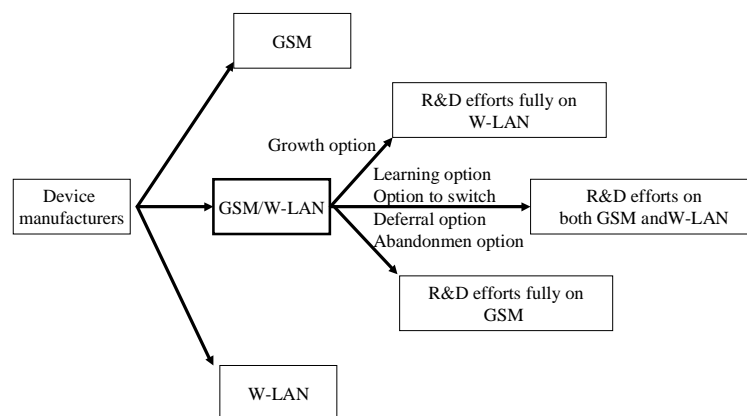 GSM
R&D efforts fully on
W-LAN
Growth option
Learning option
Option to switch
Device
manufacturers
GSM/W-LAN
R&D efforts on
both GSM andW-LAN
Deferral option
Abandonmen option
R&D efforts fully on
GSM
W-LAN